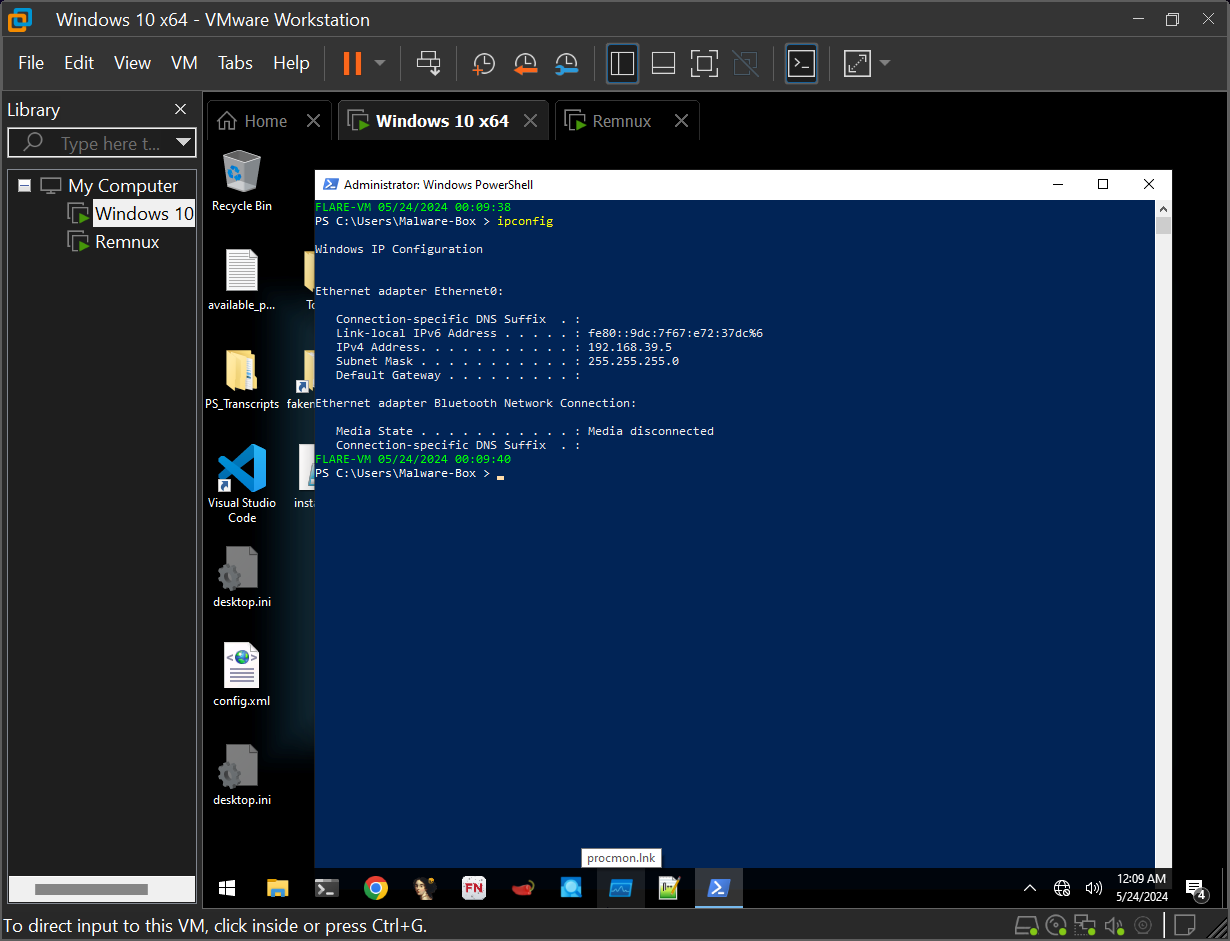 Windows 10 x64 - VMware Workstation
File Edit View VM Tabs Help
Library
Type here t...
My Computer
Windows 10
Remnux
Home
Windows 10 x64
Remnux
Recycle Bin
available_p...
PS_Transcripts
faken
Visual Studio
Code
inst
desktop.ini
config.xml
desktop.ini
Administrator: Windows PowerShell
FLARE-VM 05/24/2024 00:09:38
PS C:\Users\Malware-Box > ipconfig
Windows IP Configuration
Ethernet adapter Ethernet0:
Connection-specific DNS Suffix . :
Link-local IPv6 Address . . . . . : fe80::9dc:7f67:e72:37dc%6
IPv4 Address. . . . . . . . . . . : 192.168.39.5
Subnet Mask . . . . . . . . . . . : 255.255.255.0
Default Gateway . . . . . . . . . :
Ethernet adapter Bluetooth Network Connection:
Media State . . . . . . . . . . . : Media disconnected
Connection-specific DNS Suffix . :
FLARE-VM 05/24/2024 00:09:40
PS C:\Users\Malware-Box >
procmon.lnk
FN
12:09 AM
5/24/2024
4
To direct input to this VM, click inside or press Ctrl+G.